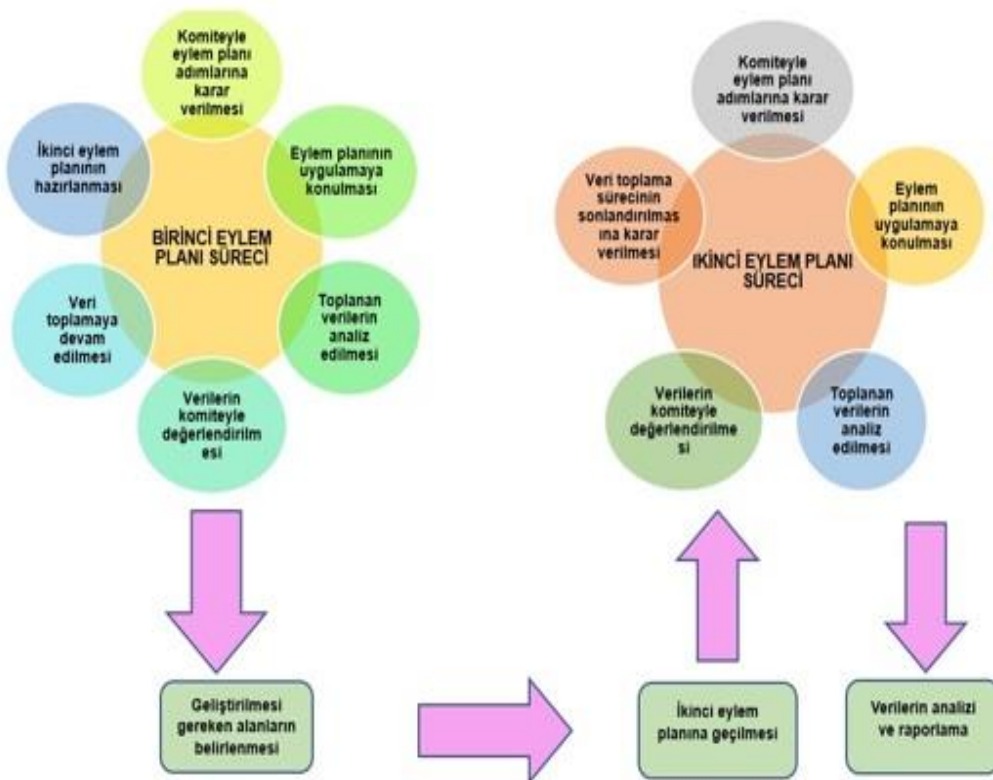 Komiteyle
eylem planı
adımlarına
karar
verilmesi
Eylem planının
uygulamaya
konulması
Toplanan
verilerin
analiz
edilmesi
Verilerin
komiteyle
değerlendirilm
esi
Veri
toplamaya
devam
edilmesi
İkinci eylem
planının
hazırlanması
BİRİNCİ EYLEM
PLANI SÜRECİ
Komiteyle
eylem planı
adımlarına karar
verilmesi
Eylem
planının
uygulamaya
konulması
Toplanan
verilerin
analiz
edilmesi
Verilerin
komiteyle
değerlendirilme
si
Veri toplama
sürecinin
sonlandırılmas
ına karar
verilmesi
IKİNCİ EYLEM PLANI
SÜRECİ
Geliştirilmesi
gereken alanların
belirlenmesi
İkinci eylem
planına geçilmesi
Verilerin analizi
ve raporlama